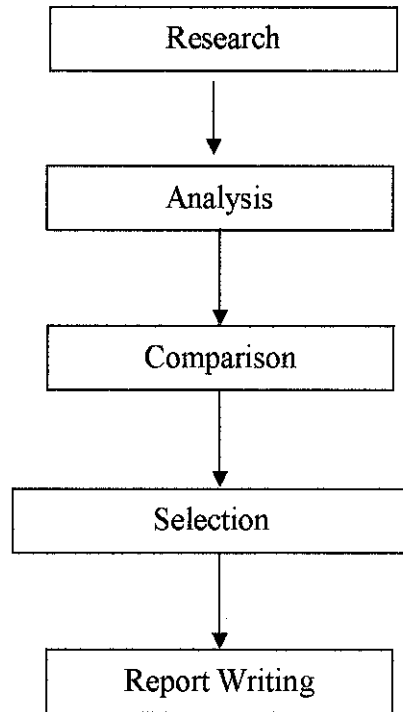 Research
Analysis
Comparison
Selection
Report Writing